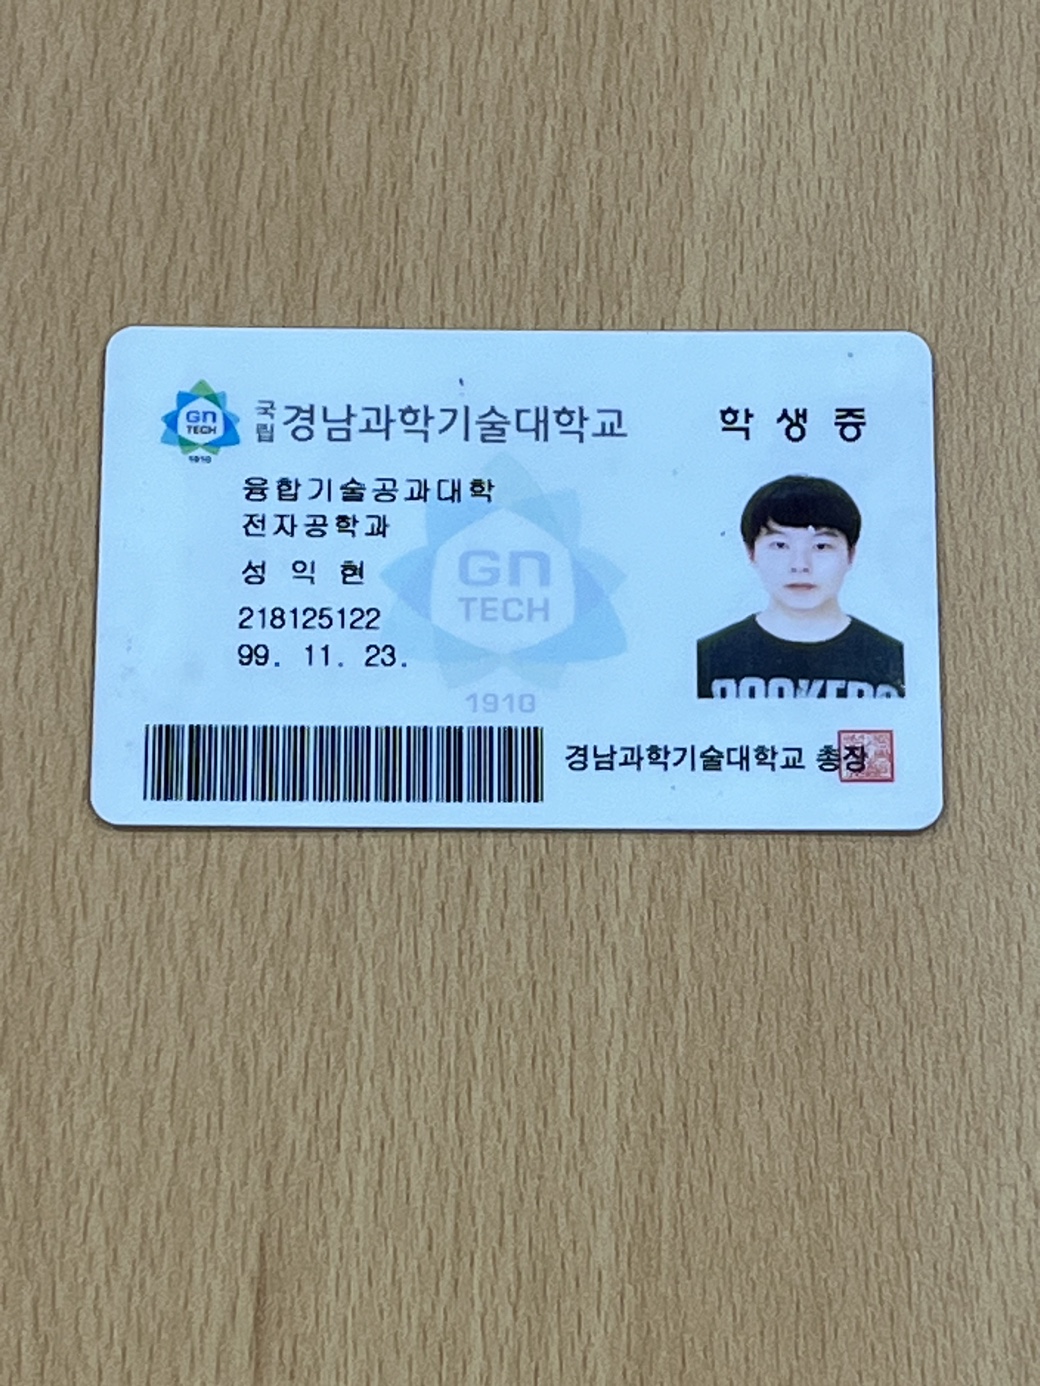 GN
TECH
1910
국립 경남과학기술대학교
학생증
융합기술공과대학
전자공학과
성 익 현
218125122
99. 11. 23.
GN
TECH
1910
경남과학기술대학교 총장